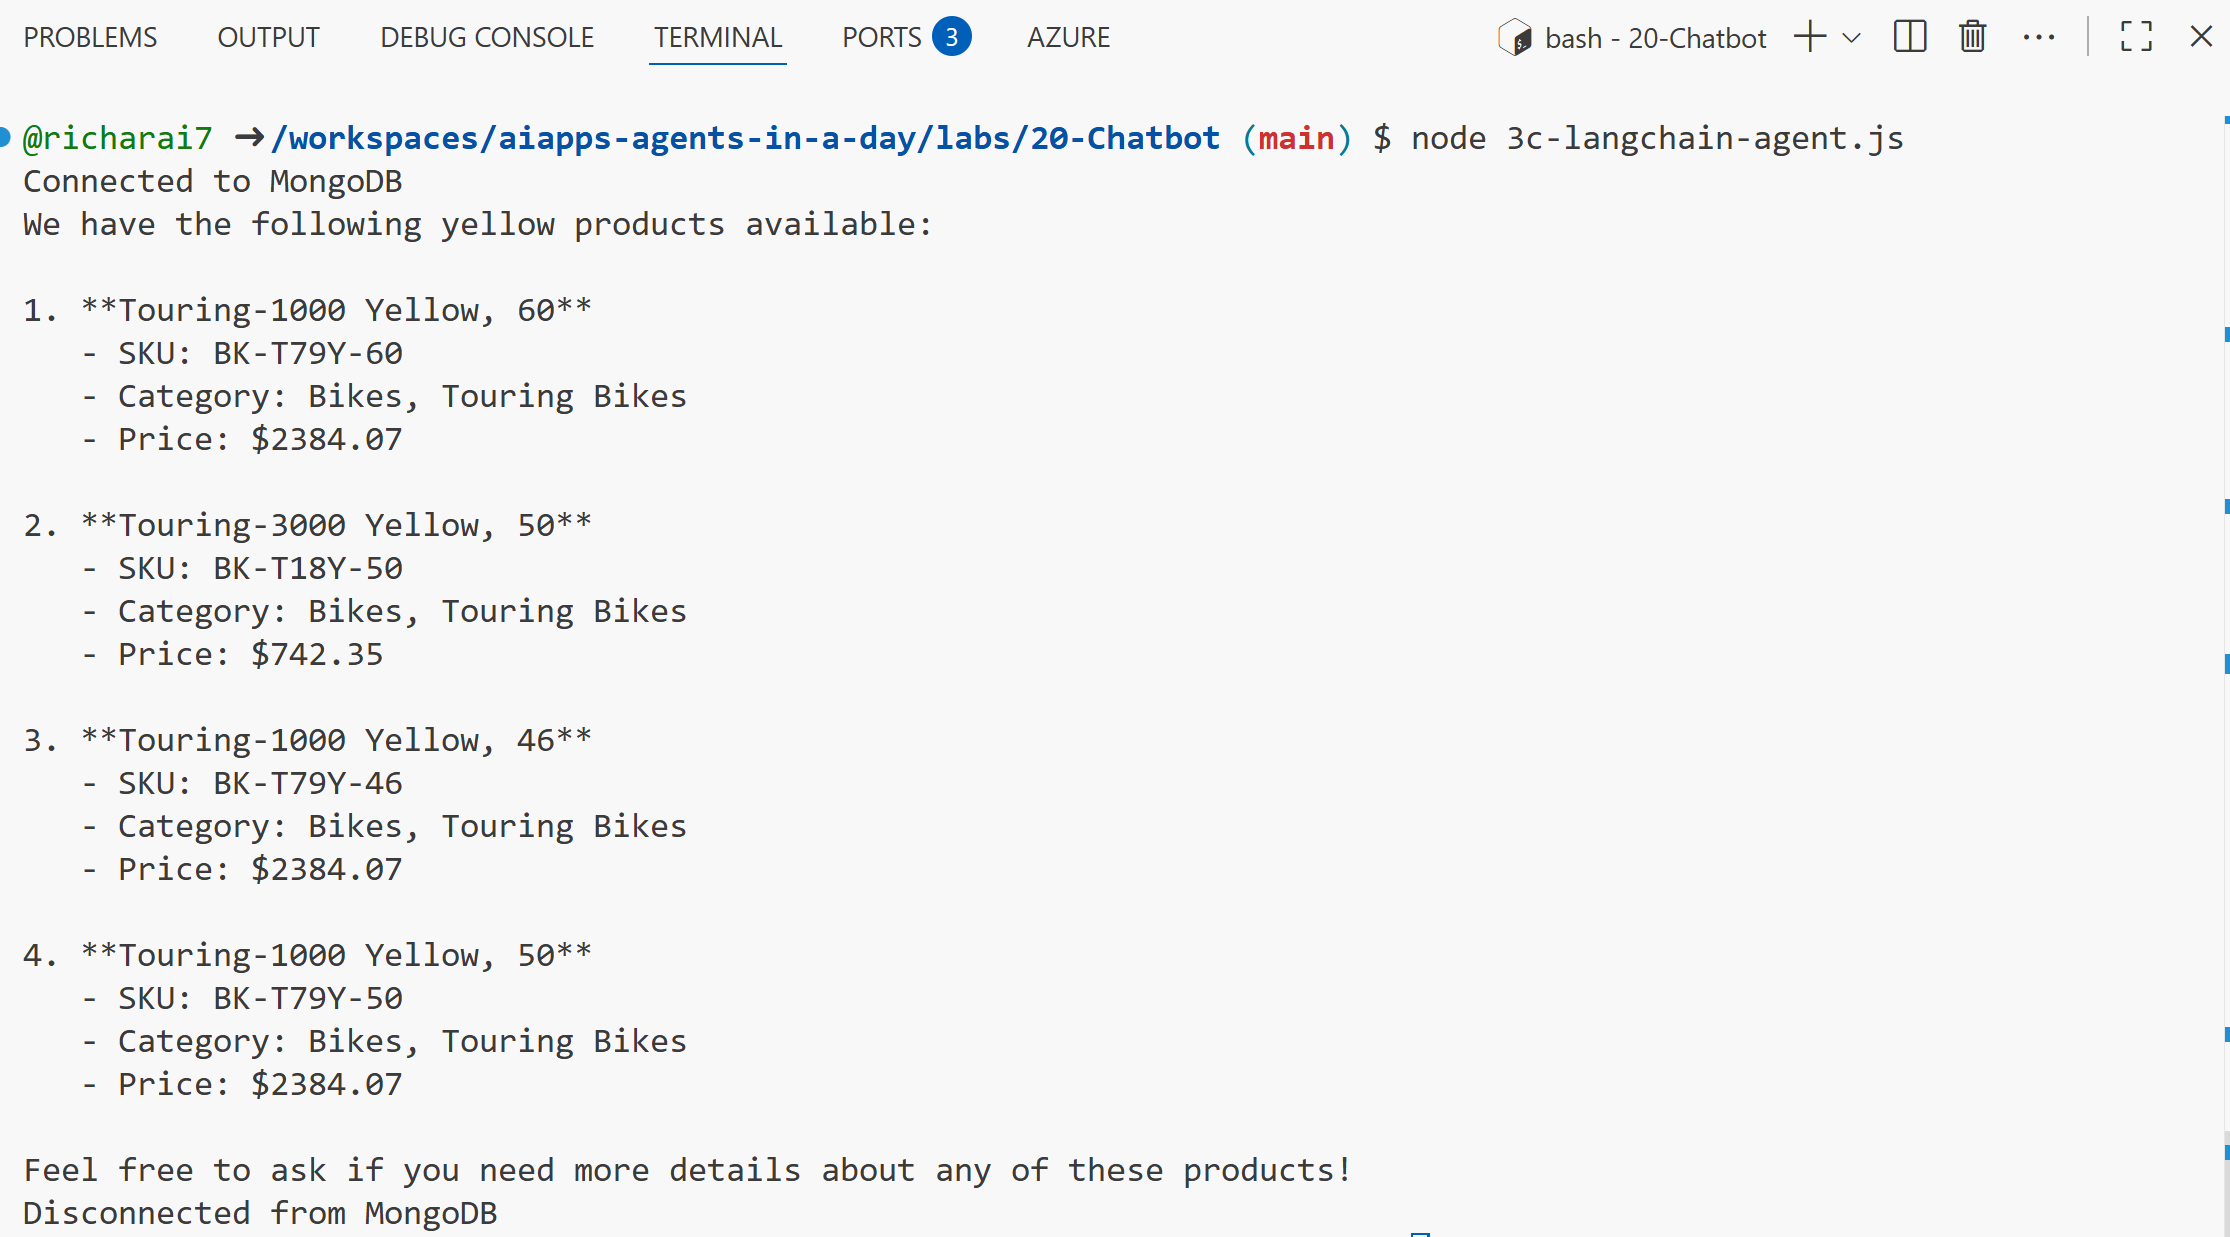 PROBLEMS OUTPUT DEBUG CONSOLE TERMINAL PORTS 3 AZURE bash - 20-Chatbot
@richarai7 ➜/workspaces/aiapps-agents-in-a-day/labs/20-Chatbot (main) $ node 3c-langchain-agent.js
Connected to MongoDB
We have the following yellow products available:
1. **Touring-1000 Yellow, 60**
- SKU: BK-T79Y-60
- Category: Bikes, Touring Bikes
- Price: $2384.07
2. **Touring-3000 Yellow, 50**
- SKU: BK-T18Y-50
- Category: Bikes, Touring Bikes
- Price: $742.35
3. **Touring-1000 Yellow, 46**
- SKU: BK-T79Y-46
- Category: Bikes, Touring Bikes
- Price: $2384.07
4. **Touring-1000 Yellow, 50**
- SKU: BK-T79Y-50
- Category: Bikes, Touring Bikes
- Price: $2384.07
Feel free to ask if you need more details about any of these products!
Disconnected from MongoDB